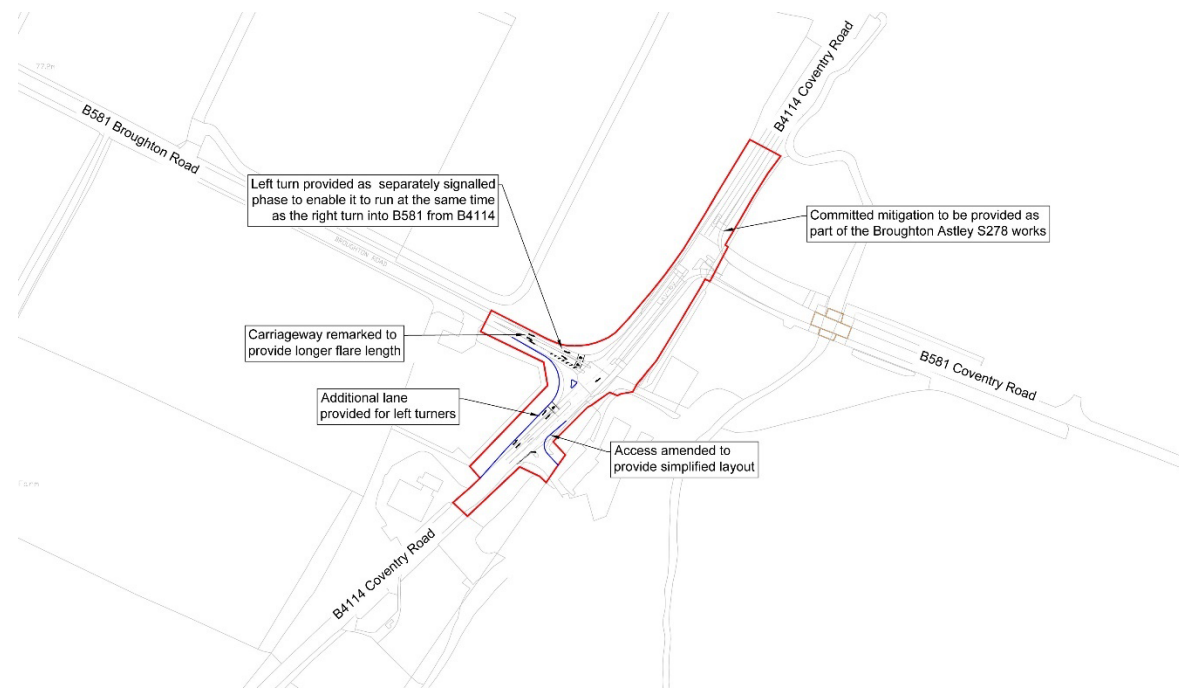 B4114 Coventry Road
B581 Broughton Road
Left turn provided as separately signalled
phase to enable it to run at the same time
as the right turn into B581 from B4114
Committed mitigation to be provided as
part of the Broughton Astley S278 works
BROUGHTON ROAD
Carriageway remarked to
provide longer flare length
B581 Coventry Road
Additional lane
provided for left turners
Access amended to
provide simplified layout
B4114 Coventry Road